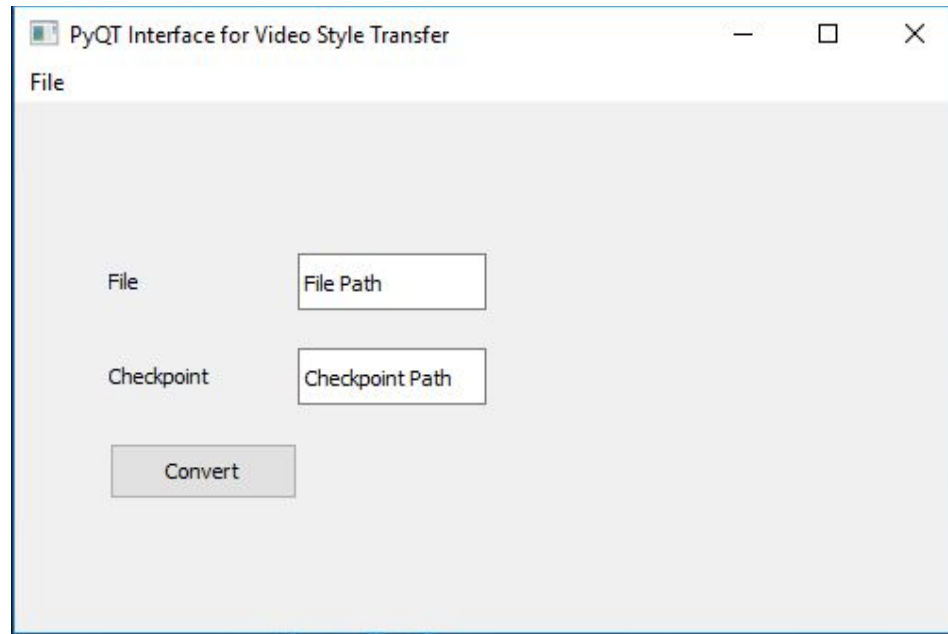 PyQT Interface for Video Style Transfer
File
File File Path
Checkpoint Checkpoint Path
Convert